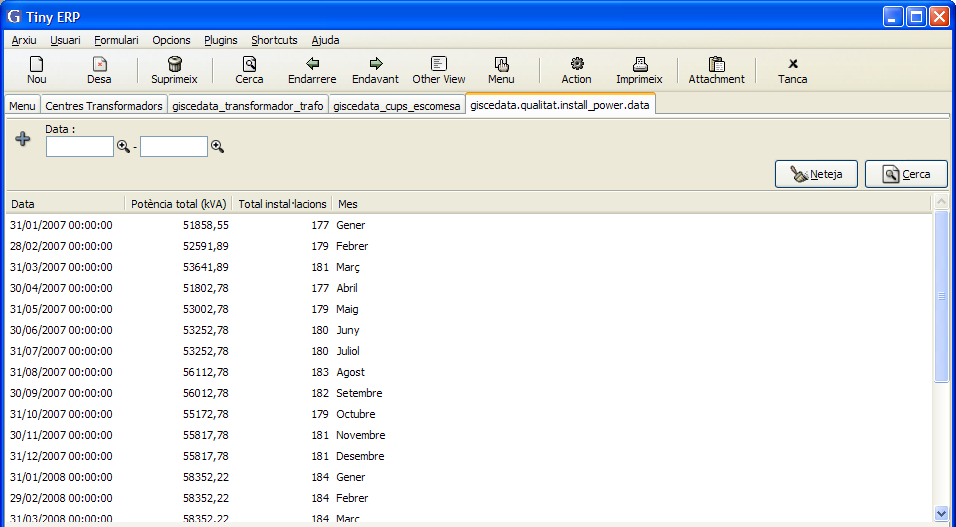 G Tiny ERP
Arxiu Usuari Formulari Opcions Plugins Shortcuts Ajuda
Nou Desa Suprimeix Cerca Endarrere Endavant Other View Menu Action Imprimeix Attachment Tanca
Menu Centres Transformadors giscedata_transformador_trafo giscedata_cups_escomesa giscedata.qualitat.install_power.data
Data :
-
Neteja Cerca
Data Potència total (kVA) Total instal·lacions Mes
31/01/2007 00:00:00 51858,55 177 Gener
28/02/2007 00:00:00 52591,89 179 Febrer
31/03/2007 00:00:00 53641,89 181 Març
30/04/2007 00:00:00 51802,78 177 Abril
31/05/2007 00:00:00 53002,78 179 Maig
30/06/2007 00:00:00 53252,78 180 Juny
31/07/2007 00:00:00 53252,78 180 Juliol
31/08/2007 00:00:00 56112,78 183 Agost
30/09/2007 00:00:00 56012,78 182 Setembre
31/10/2007 00:00:00 55172,78 179 Octubre
30/11/2007 00:00:00 55817,78 181 Novembre
31/12/2007 00:00:00 55817,78 181 Desembre
31/01/2008 00:00:00 58352,22 184 Gener
29/02/2008 00:00:00 58352,22 184 Febrer
31/03/2008 00:00:00 58352,22 184 Març